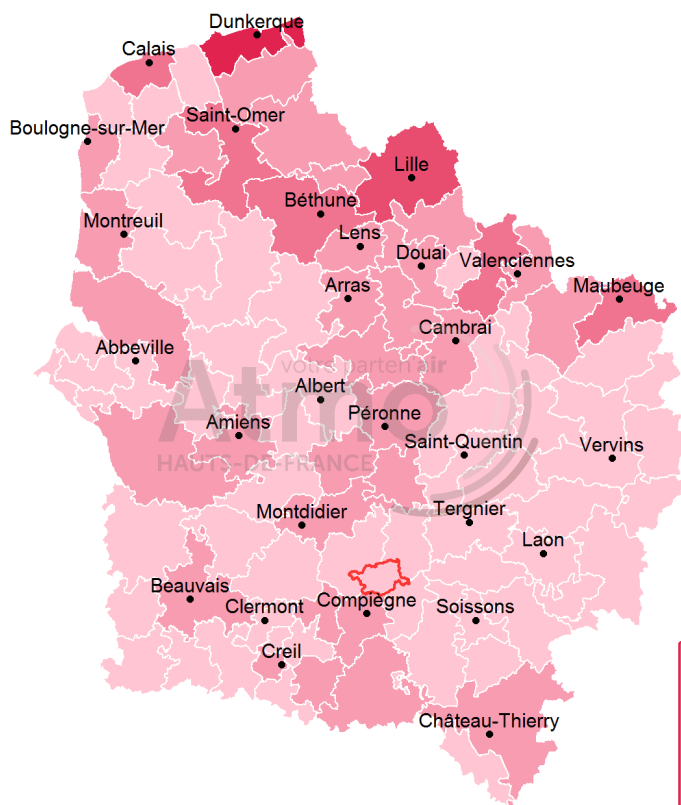 Dunkerque
Calais
Saint-Omer
Boulogne-sur-Mer
Lille
Béthune
Montreuil
Lens
Douai
Valenciennes
Arras
Maubeuge
Cambrai
Abbeville
votre partenair
Atmo
HAUTS-DE-FRANCE
Albert
Péronne
Amiens
Saint-Quentin
Vervins
Montdidier
Tergnier
Laon
Beauvais
Clermont
Compiègne
Soissons
Creil
Château-Thierry